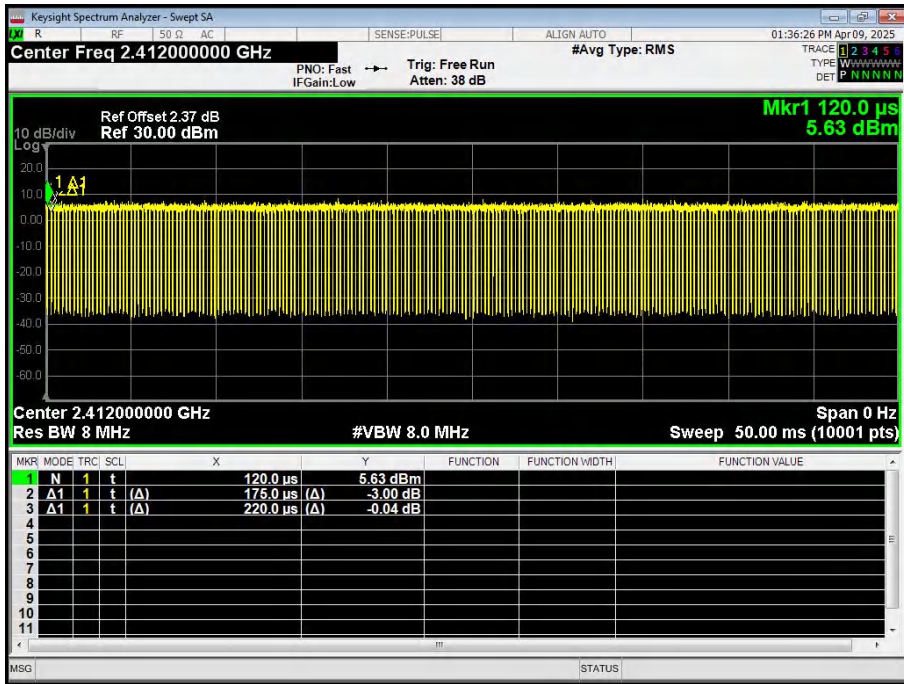 Keysight Spectrum Analyzer - Swept SA
LXI R RF 50 Ω AC SENSE:PULSE ALIGN AUTO 01:36:26 PM Apr 09, 2025
Center Freq 2.412000000 GHz #Avg Type: RMS TRACE 1 2 3 4 5 6
PNO: Fast Trig: Free Run TYPE WWWWWW
IFGain:Low Atten: 38 dB DET P N N N N N
Mkr1 120.0 µs
Ref Offset 2.37 dB
10 dB/div Ref 30.00 dBm 5.63 dBm
Log
20.0
1 Δ1
2Δ1
10.0
0.00
-10.0
-20.0
-30.0
-40.0
-50.0
-60.0
Center 2.412000000 GHz Span 0 Hz
Res BW 8 MHz #VBW 8.0 MHz Sweep 50.00 ms (10001 pts)
MKR MODE TRC SCL X Y FUNCTION FUNCTION WIDTH FUNCTION VALUE
1 N 1 t 120.0 µs 5.63 dBm
2 Δ1 1 t (Δ) 175.0 µs (Δ) -3.00 dB
3 Δ1 1 t (Δ) 220.0 µs (Δ) -0.04 dB
4
5
6
7
8
9
10
11
MSG STATUS